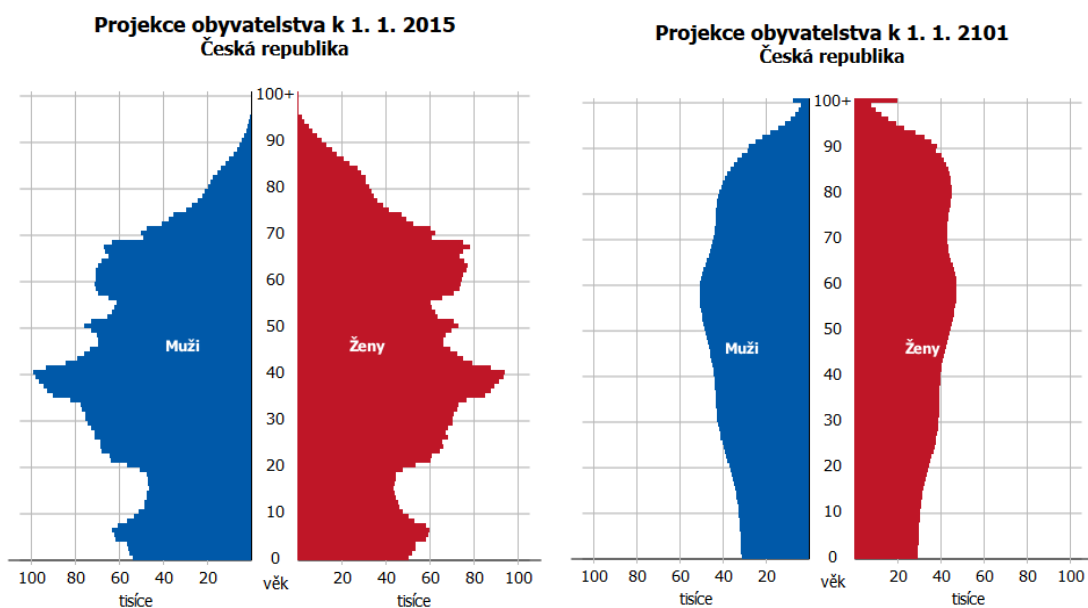 Projekce obyvatelstva k 1. 1. 2015
Česká republika
100+
90
80
70
60
50
40
30
20
10
0
Muži
Ženy
100 80 60 40 20
věk
20 40 60 80 100
tisíce
tisíce
Projekce obyvatelstva k 1. 1. 2101
Česká republika
100+
90
80
70
60
50
40
30
20
10
0
Muži
Ženy
100 80 60 40 20
věk
20 40 60 80 100
tisíce
tisíce